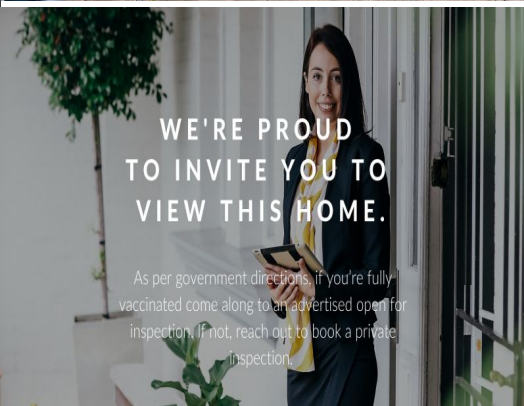 WE'RE PROUD
TO INVITE YOU TO
VIEW THIS HOME.
As per government directions, if you're fully
vaccinated come along to an advertised open for
inspection. If not, reach out to book a private
inspection.